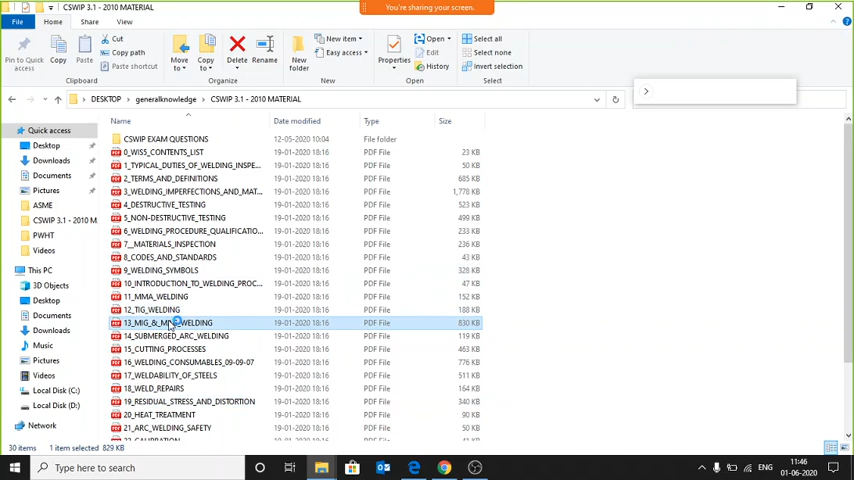 CSWIP 3.1 - 2010 MATERIAL
You're sharing your screen.
File Home Share View
Pin to Quick access
Copy
Cut
Copy path
Paste shortcut
Paste
Move to
Copy to
Delete
Rename
New folder
New item
Easy access
Properties
Open
Edit
History
Select all
Select none
Invert selection
Clipboard Organize New Open Select
DESKTOP > generalknowledge > CSWIP 3.1 - 2010 MATERIAL
Name Date modified Type Size
Quick access
Desktop
Downloads
Documents
Pictures
ASME
CSWIP 3.1 - 2010 M.
PWHT
Videos
This PC
3D Objects
Desktop
Documents
Downloads
Music
Pictures
Videos
Local Disk (C:)
Local Disk (D:)
Network
CSWIP EXAM QUESTIONS 12-05-2020 10:04 File folder
0_WIS5_CONTENTS_LIST 19-01-2020 18:16 PDF File 23 KB
1_TYPICAL_DUTIES_OF_WELDING_INSPE... 19-01-2020 18:16 PDF File 50 KB
2_TERMS_AND_DEFINITIONS 19-01-2020 18:16 PDF File 685 KB
3_WELDING_IMPERFECTIONS_AND_MAT... 19-01-2020 18:16 PDF File 1,778 KB
4_DESTRUCTIVE_TESTING 19-01-2020 18:16 PDF File 523 KB
5_NON-DESTRUCTIVE_TESTING 19-01-2020 18:16 PDF File 499 KB
6_WELDING_PROCEDURE_QUALIFICATIO... 19-01-2020 18:16 PDF File 233 KB
7__MATERIALS_INSPECTION 19-01-2020 18:16 PDF File 244 KB
8_CODES_AND_STANDARDS 19-01-2020 18:16 PDF File 43 KB
9_WELDING_SYMBOLS 19-01-2020 18:16 PDF File 328 KB
10_INTRODUCTION_TO_WELDING_PROC... 19-01-2020 18:16 PDF File 47 KB
11_MMA_WELDING 19-01-2020 18:16 PDF File 152 KB
12_TIG_WELDING 19-01-2020 18:16 PDF File 188 KB
13_MIG_&_M WELDING 19-01-2020 18:16 PDF File 830 KB
14_SUBMERGED_ARC_WELDING 19-01-2020 18:16 PDF File 119 KB
15_CUTTING_PROCESSES 19-01-2020 18:16 PDF File 463 KB
16_WELDING_CONSUMABLES_09-09-07 19-01-2020 18:16 PDF File 776 KB
17_WELDABILITY_OF_STEELS 19-01-2020 18:16 PDF File 511 KB
18_WELD_REPAIRS 19-01-2020 18:16 PDF File 164 KB
19_RESIDUAL_STRESS_AND_DISTORTION 19-01-2020 18:16 PDF File 340 KB
20_HEAT_TREATMENT 19-01-2020 18:16 PDF File 90 KB
21_ARC_WELDING_SAFETY 19-01-2020 18:16 PDF File 50 KB
30 items 1 item selected 829 KB
Type here to search
ENG
11:46
01-06-2020